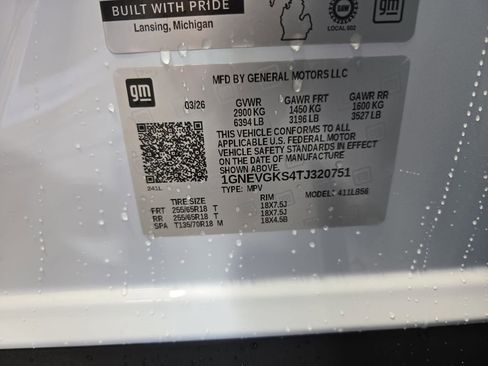 BUILT WITH PRIDE
Lansing, Michigan
LOCAL 602
gm
gm
MFD BY GENERAL MOTORS LLC
03/26 GVWR GAWR FRT GAWR RR
2900 KG 1450 KG 1600 KG
6394 LB 3196 LB 3527 LB
THIS VEHICLE CONFORMS TO ALL
APPLICABLE U.S. FEDERAL MOTOR
VEHICLE SAFETY STANDARDS IN
EFFECT ON THE DATE OF MANUFACTURE
SHOWN ABOVE.
1GNEVGKS4TJ320751
TYPE: MPV MODEL: 411LB56
241L
TIRE SIZE RIM
FRT 255/65R18 T 18X7.5J
RR 255/65R18 T 18X7.5J
SPA T135/70R18 M 18X4.5B